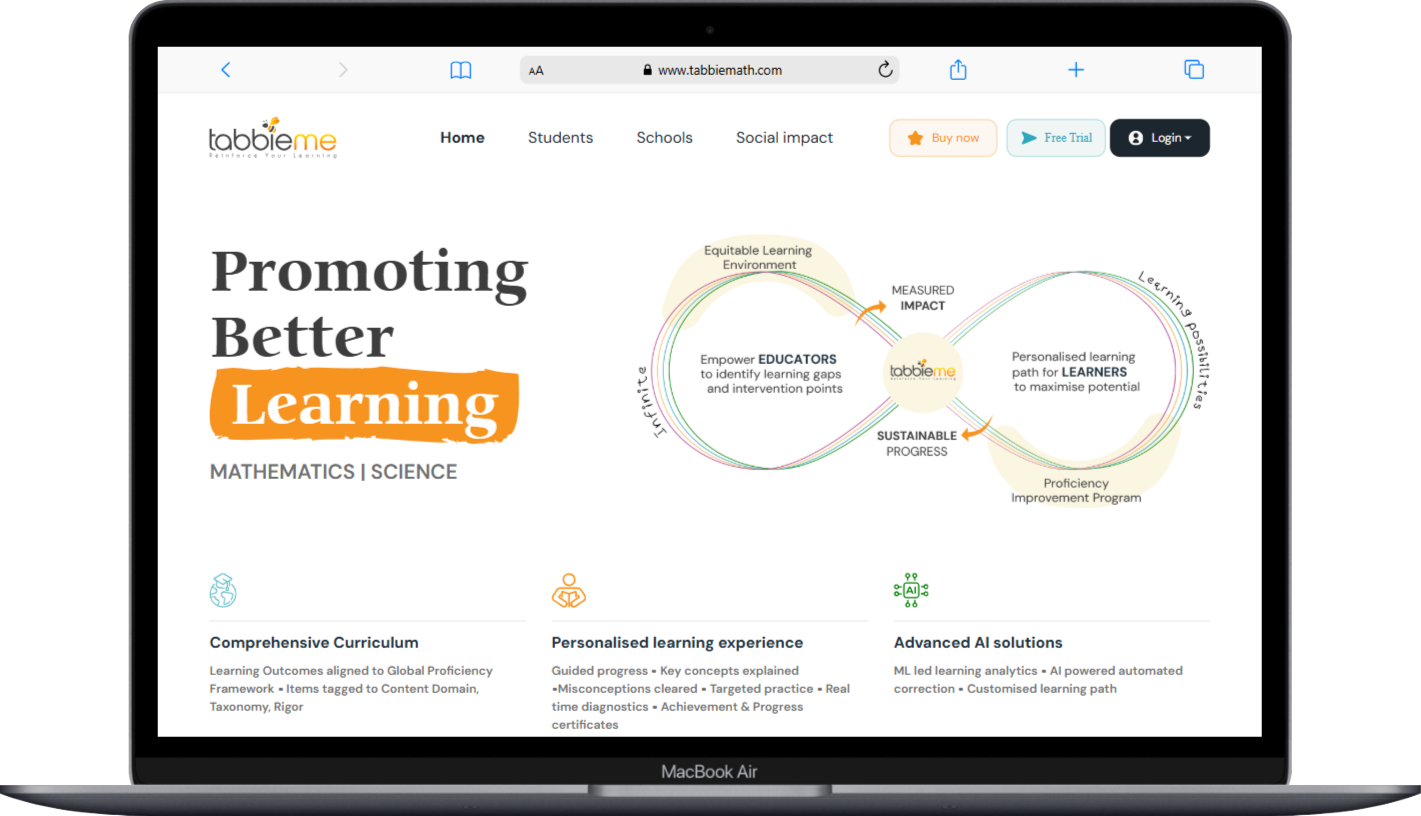 AA
www.tabbiemath.com
tabbieme
Reinforce Your Learning
Home
Students
Schools
Social impact
Buy now
Free Trial
Login
Promoting
Better
Learning
MATHEMATICS | SCIENCE
Equitable Learning
Environment
MEASURED
IMPACT
Learning possibilities
Infinite
Empower EDUCATORS
to identify learning gaps
and intervention points
tabbieme
Reinforce Your Learning
Personalised learning
path for LEARNERS
to maximise potential
SUSTAINABLE
PROGRESS
Proficiency
Improvement Program
AI
Comprehensive Curriculum
Learning Outcomes aligned to Global Proficiency
Framework • Items tagged to Content Domain,
Taxonomy, Rigor
Personalised learning experience
Guided progress • Key concepts explained
•Misconceptions cleared • Targeted practice • Real
time diagnostics • Achievement & Progress
certificates
Advanced AI solutions
ML led learning analytics • AI powered automated
correction • Customised learning path
MacBook Air